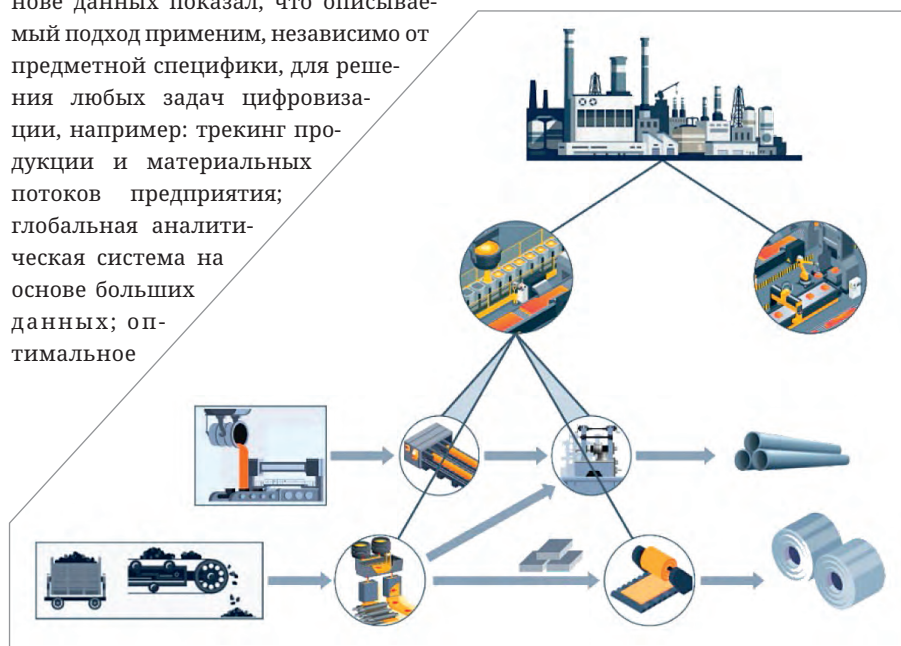 нове данных показал, что описывае-
мый подход применим, независимо от
предметной специфики, для реше-
ния любых задач цифровиза-
ции, например: трекинг про-
дукции и материальных
потоков предприятия;
глобальная аналити-
ческая система на
основе больших
данных; оп-
тимальное